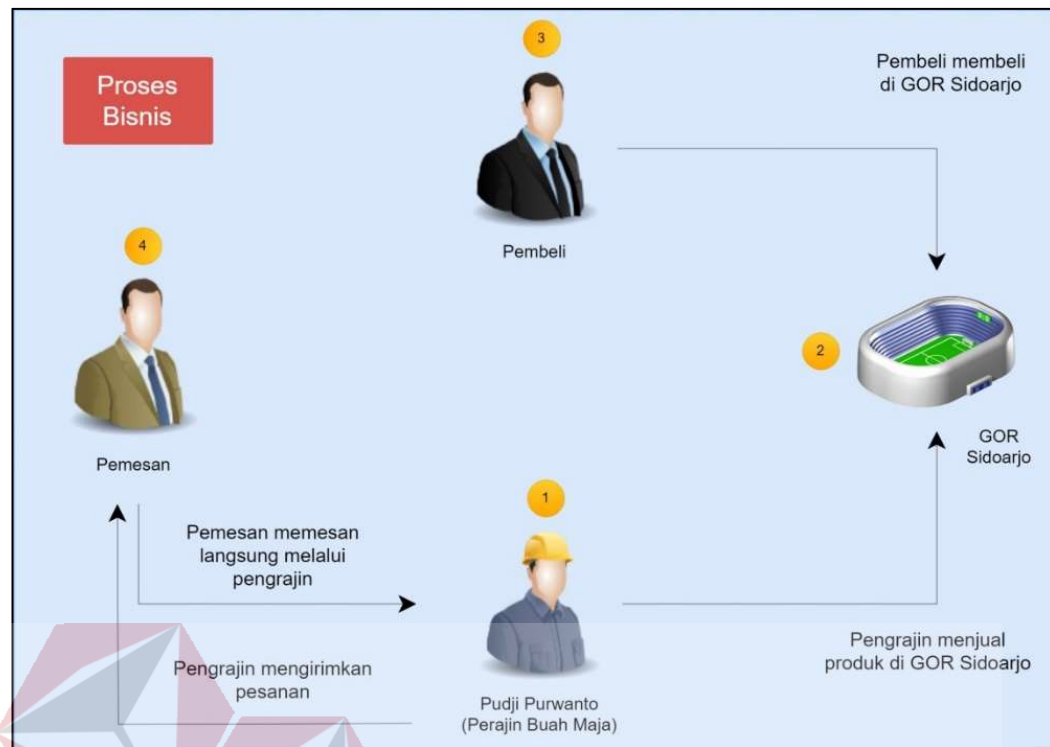 Proses
Bisnis
3
Pembeli
Pembeli membeli
di GOR Sidoarjo
4
Pemesan
2
GOR
Sidoarjo
1
Pemesan memesan
langsung melalui
pengrajin
Pengrajin mengirimkan
pesanan
Pudji Purwanto
(Perajin Buah Maja)
Pengrajin menjual
produk di GOR Sidoarjo